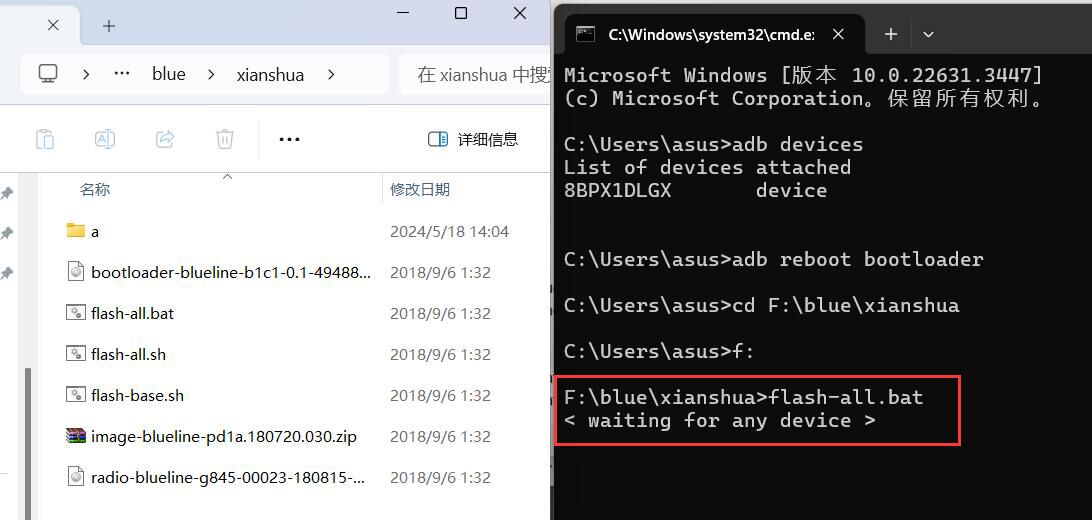 blue
xianshua
在 xianshua 中搜
详细信息
名称
修改日期
a
2024/5/18 14:04
bootloader-blueline-b1c1-0.1-49488...
2018/9/6 1:32
flash-all.bat
2018/9/6 1:32
flash-all.sh
2018/9/6 1:32
flash-base.sh
2018/9/6 1:32
image-blueline-pd1a.180720.030.zip
2018/9/6 1:32
radio-blueline-g845-00023-180815-...
2018/9/6 1:32
C:\Windows\system32\cmd.e
Microsoft Windows [版本 10.0.22631.3447]
(c) Microsoft Corporation。保留所有权利。
C:\Users\asus>adb devices
List of devices attached
8BPX1DLGX device
C:\Users\asus>adb reboot bootloader
C:\Users\asus>cd F:\blue\xianshua
C:\Users\asus>f:
F:\blue\xianshua>flash-all.bat
< waiting for any device >